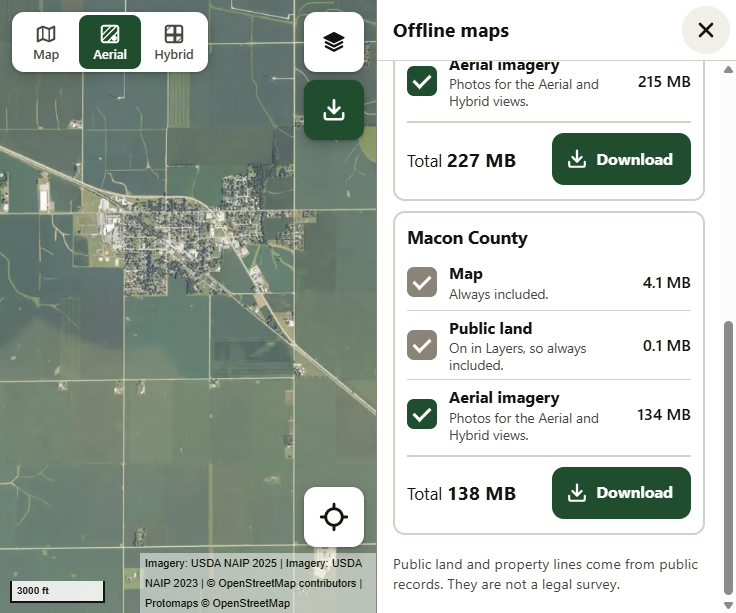 Map
Aerial
Hybrid
3000 ft
Imagery: USDA NAIP 2025 | Imagery: USDA
NAIP 2023 | © OpenStreetMap contributors |
Protomaps © OpenStreetMap
Offline maps
Aerial imagery
Photos for the Aerial and
Hybrid views.
215 MB
Total 227 MB
Download
Macon County
Map
Always included.
4.1 MB
Public land
On in Layers, so always
included.
0.1 MB
Aerial imagery
Photos for the Aerial and
Hybrid views.
134 MB
Total 138 MB
Download
Public land and property lines come from public
records. They are not a legal survey.